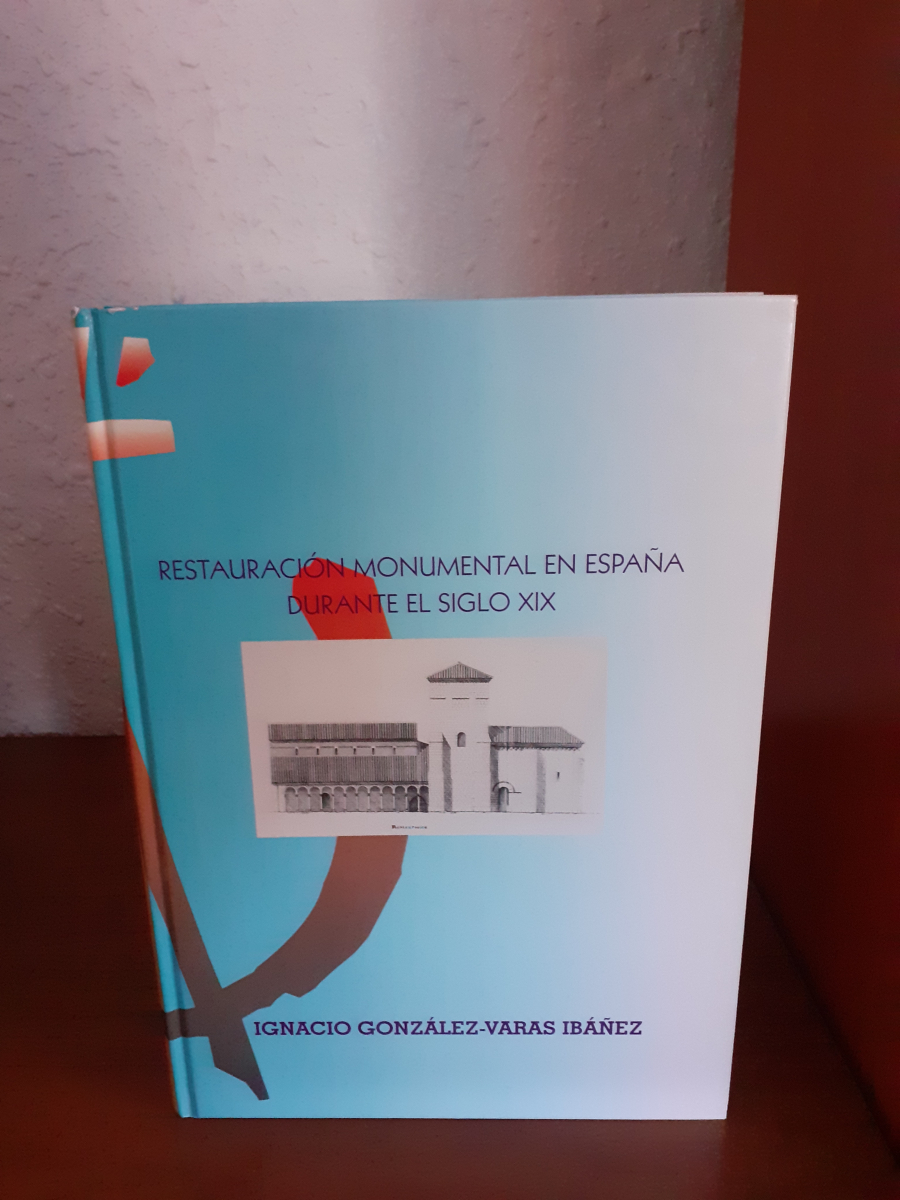 RESTAURACIÓN MONUMENTAL EN ESPAÑA
DURANTE EL SIGLO XIX
IGNACIO GONZÁLEZ-VARAS IBÁÑEZ